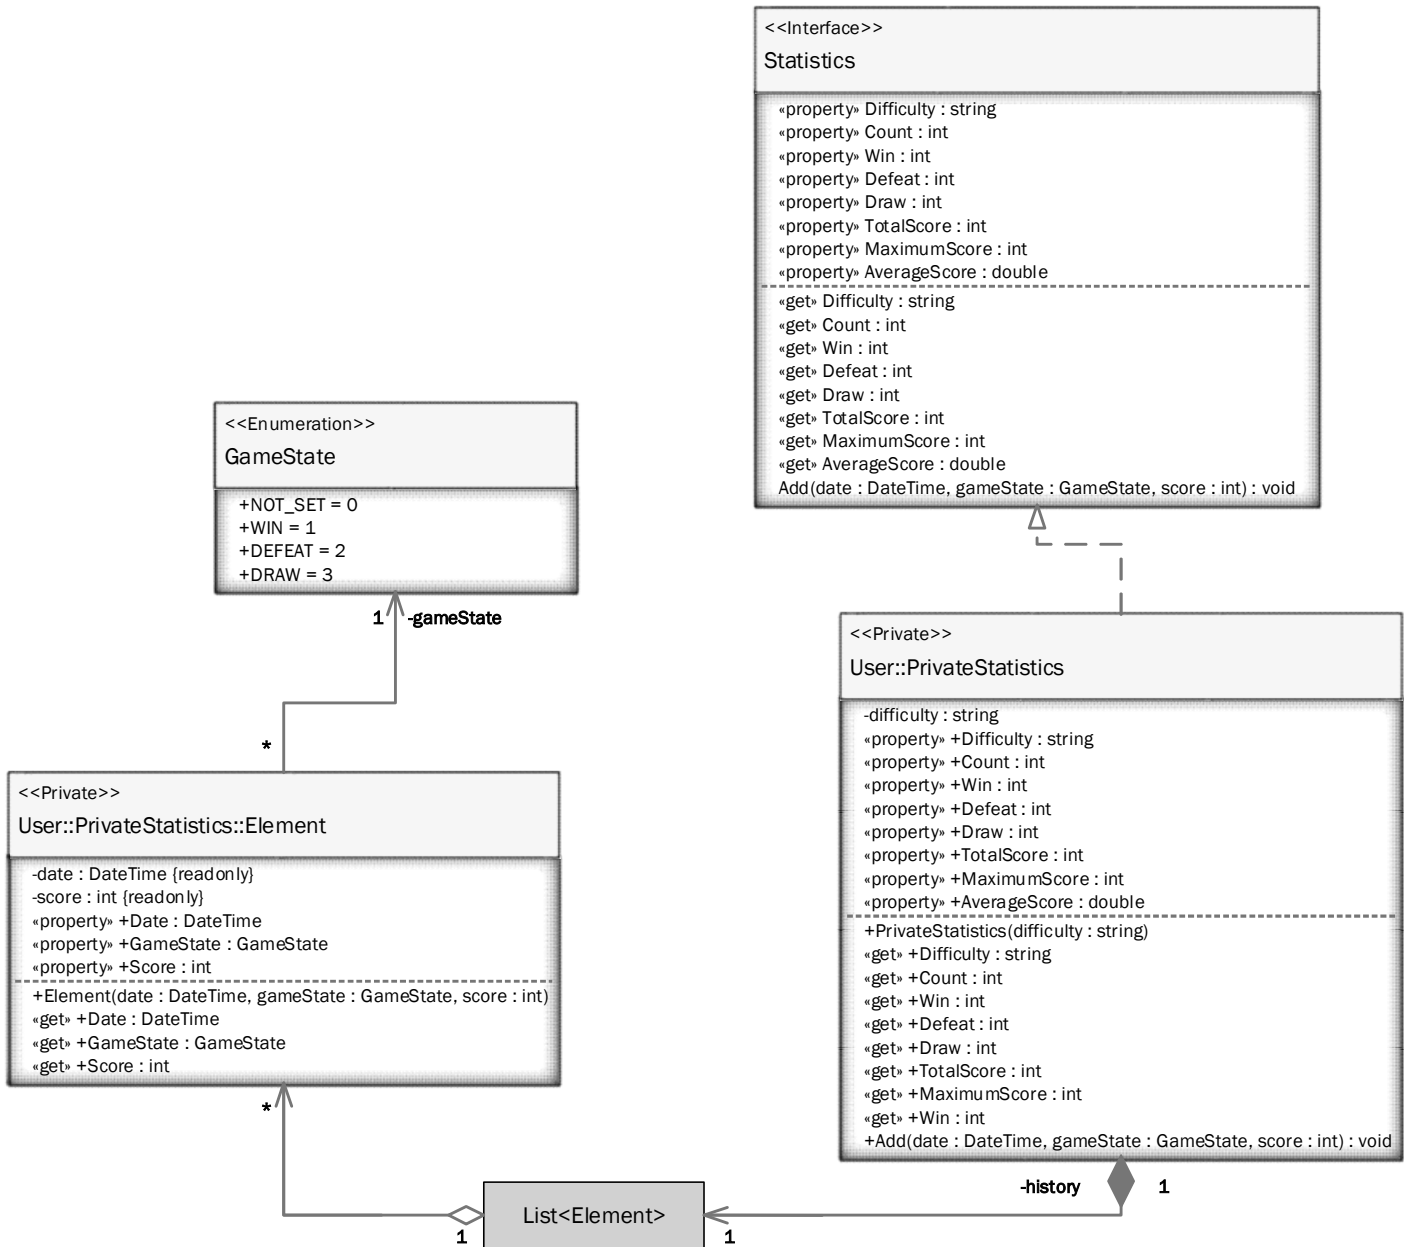 <<Interface>>
Statistics
«property» Difficulty : string
«property» Count : int
«property» Win : int
«property» Defeat : int
«property» Draw : int
«property» TotalScore : int
«property» MaximumScore : int
«property» AverageScore : double
«get» Difficulty : string
«get» Count : int
«get» Win : int
«get» Defeat : int
«get» Draw : int
«get» TotalScore : int
«get» MaximumScore : int
«get» AverageScore : double
Add(date : DateTime, gameState : GameState, score : int) : void
<<Enumeration>>
GameState
+NOT_SET = 0
+WIN = 1
+DEFEAT = 2
+DRAW = 3
1 -gameState
*
<<Private>>
User::PrivateStatistics::Element
-date : DateTime {readonly}
-score : int {readonly}
«property» +Date : DateTime
«property» +GameState : GameState
«property» +Score : int
+Element(date : DateTime, gameState : GameState, score : int)
«get» +Date : DateTime
«get» +GameState : GameState
«get» +Score : int
*
<<Private>>
User::PrivateStatistics
-difficulty : string
«property» +Difficulty : string
«property» +Count : int
«property» +Win : int
«property» +Defeat : int
«property» +Draw : int
«property» +TotalScore : int
«property» +MaximumScore : int
«property» +AverageScore : double
+PrivateStatistics(difficulty : string)
«get» +Difficulty : string
«get» +Count : int
«get» +Win : int
«get» +Defeat : int
«get» +Draw : int
«get» +TotalScore : int
«get» +MaximumScore : int
«get» +Win : int
+Add(date : DateTime, gameState : GameState, score : int) : void
-history 1
List<Element>
1 1